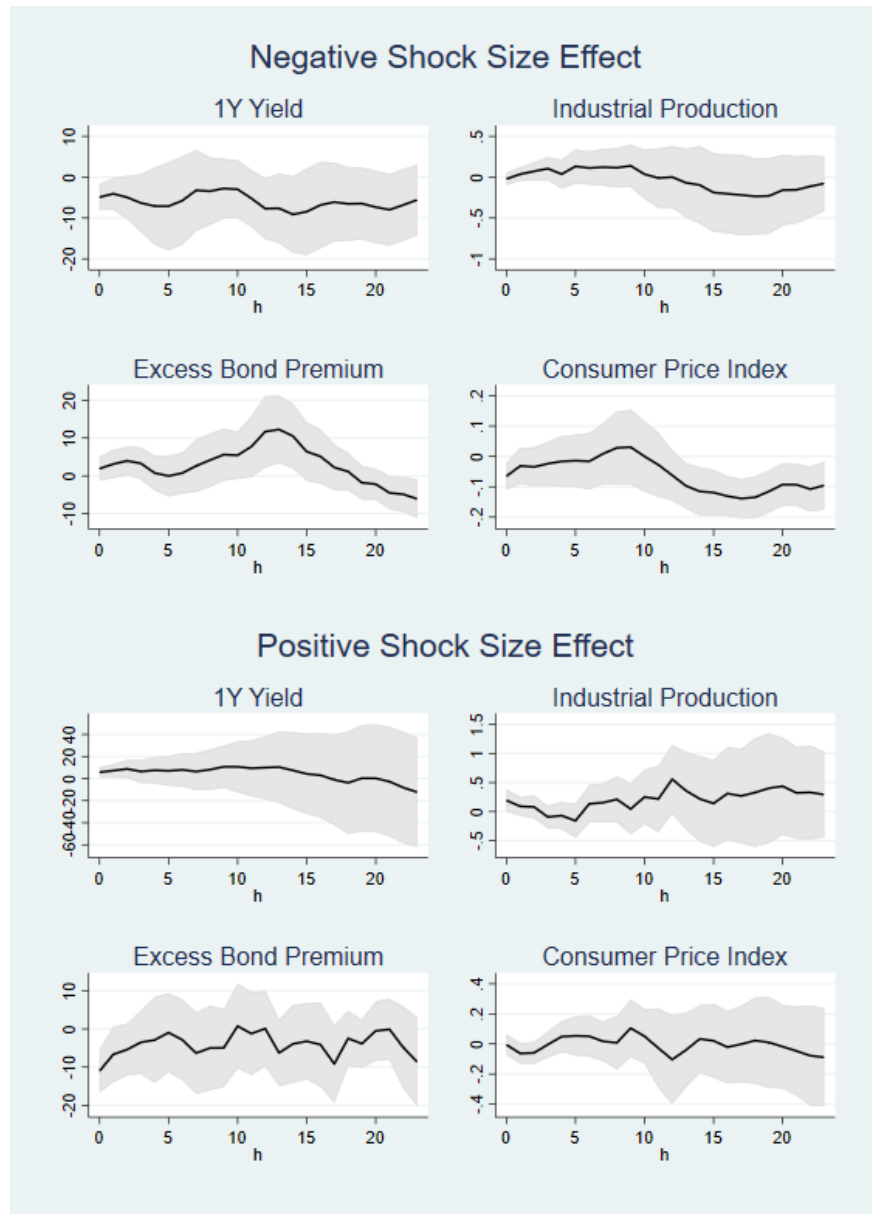 Negative Shock Size Effect
1Y Yield
10
0
-10
-20
0 5 10 15 20
h
Industrial Production
.5
0
-.5
-1
0 5 10 15 20
h
Excess Bond Premium
20
10
0
-10
0 5 10 15 20
h
Consumer Price Index
.2
.1
0
-.1
-.2
0 5 10 15 20
h
Positive Shock Size Effect
1Y Yield
-60-40-20 0 20 40
0 5 10 15 20
h
Industrial Production
1.5
1
.5
0
-.5
0 5 10 15 20
h
Excess Bond Premium
10
0
-10
-20
0 5 10 15 20
h
Consumer Price Index
.4
.2
0
-.2
-.4
0 5 10 15 20
h